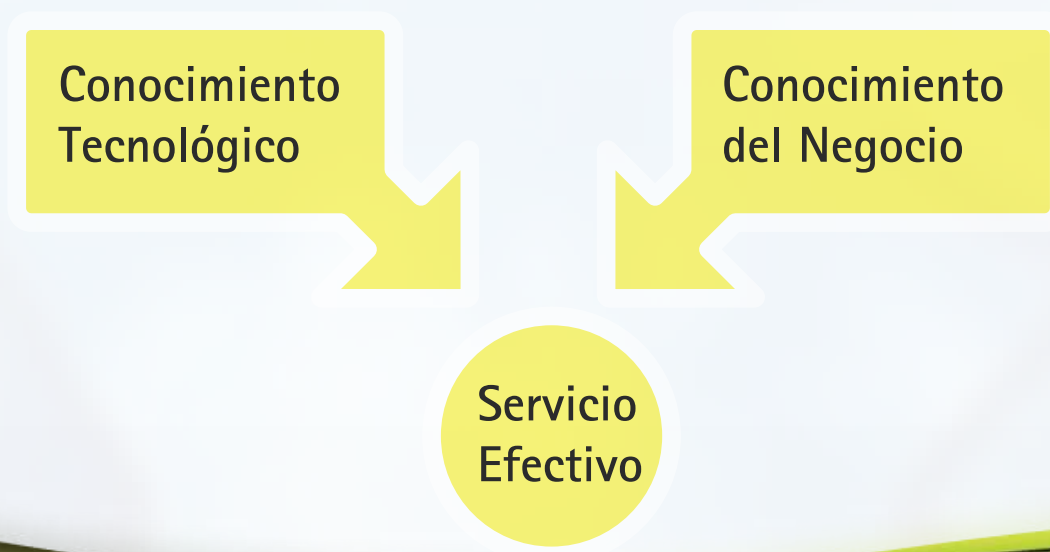 Conocimiento
Tecnológico
Conocimiento
del Negocio
Servicio
Efectivo